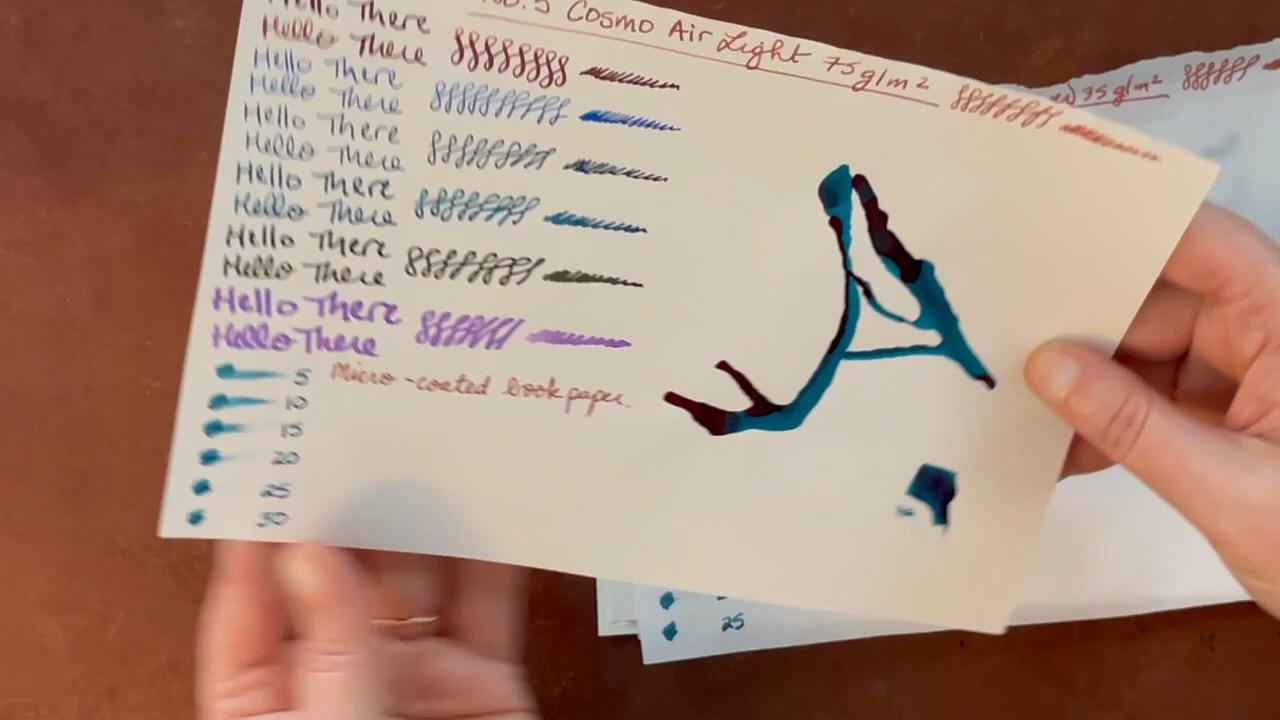 Cosmo Air Light 75g/m2
Hello There
Hello There
Hello There
Hello There
Hello There
Hello There
Hello There
Hello There
Hello There
Hello There
Hello There
Hello There
5 Micro-coated book paper.
10
15
20
25
30
35g/m2
25